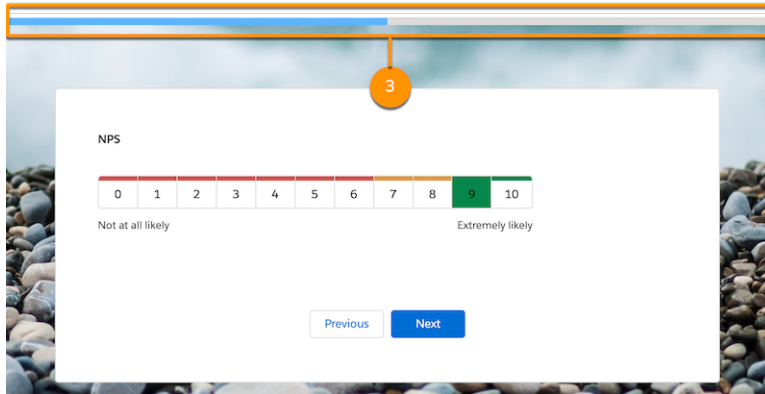 3
NPS
0 1 2 3 4 5 6 7 8 9 10
Not at all likely Extremely likely
Previous Next